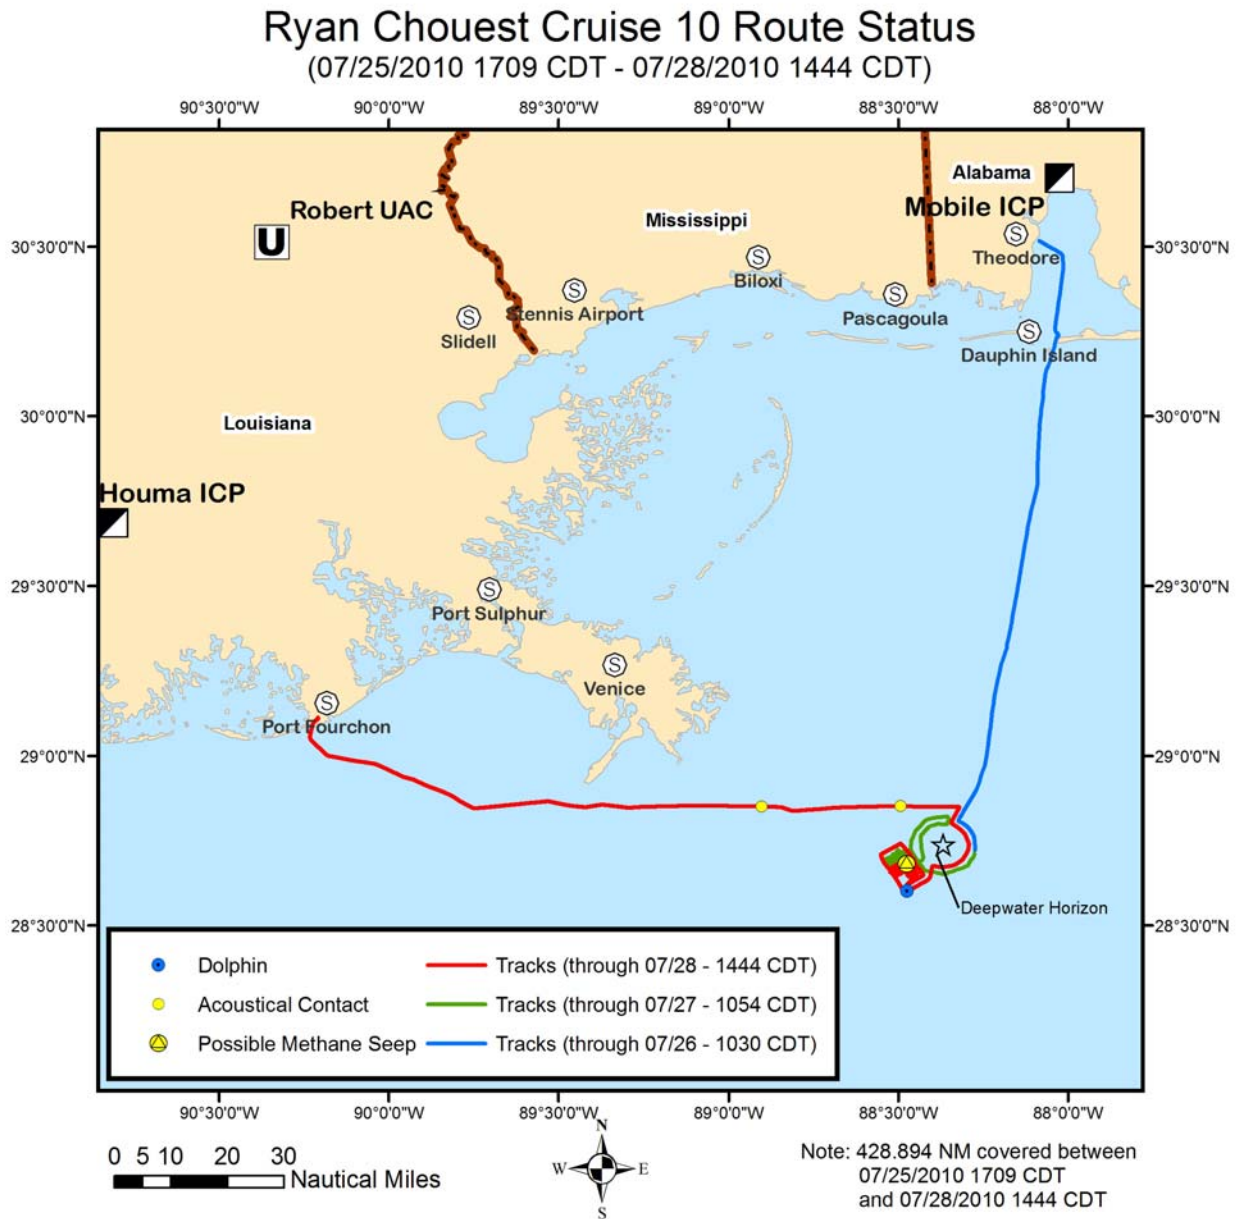 Ryan Chouest Cruise 10 Route Status
(07/25/2010 1709 CDT - 07/28/2010 1444 CDT)
90°30'0"W 90°0'0"W 89°30'0"W 89°0'0"W 88°30'0"W 88°0'0"W
Alabama
Robert UAC
Mobile ICP
Mississippi
U
S
Theodore
30°30'0"N 30°30'0"N
S
Biloxi
S
Stennis Airport
S
Pascagoula
S
Slidell
S
Dauphin Island
30°0'0"N 30°0'0"N
Louisiana
Houma ICP
29°30'0"N 29°30'0"N
S
Port Sulphur
S
Venice
S
Port Fourchon
29°0'0"N 29°0'0"N
Deepwater Horizon
28°30'0"N 28°30'0"N
Dolphin Tracks (through 07/28 - 1444 CDT)
Acoustical Contact Tracks (through 07/27 - 1054 CDT)
Possible Methane Seep Tracks (through 07/26 - 1030 CDT)
90°30'0"W 90°0'0"W 89°30'0"W 89°0'0"W 88°30'0"W 88°0'0"W
N
W E
S
0 5 10 20 30
Nautical Miles
Note: 428.894 NM covered between
07/25/2010 1709 CDT
and 07/28/2010 1444 CDT